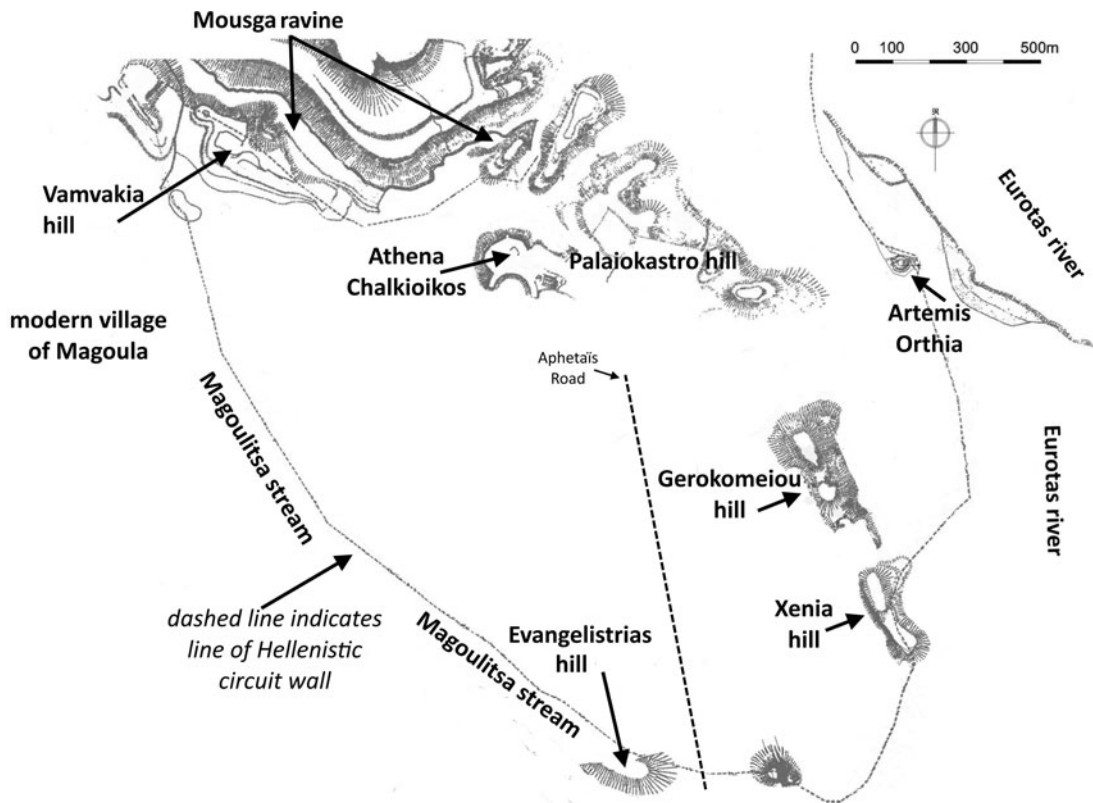 Mousga ravine
0 100 300 500m
N
Vamvakia
hill
Athena
Chalkioikos
Palaiokastro hill
Eurotas river
Artemis
Orthia
modern village
of Magoula
Aphetaïs
Road
Magoulitsa stream
Gerokomeiou
hill
Eurotas river
dashed line indicates
line of Hellenistic
circuit wall
Magoulitsa stream
Evangelistrias
hill
Xenia
hill